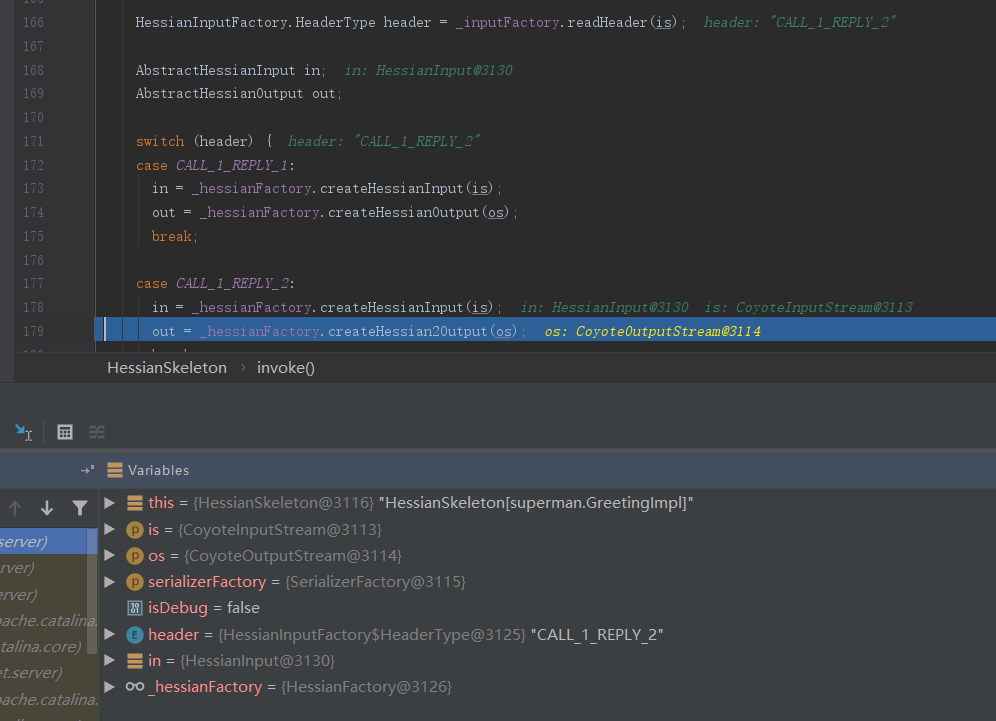 166 HessianInputFactory.HeaderType header = _inputFactory.readHeader(is); header: "CALL_1_REPLY_2"
167
168 AbstractHessianInput in; in: HessianInput@3130
169 AbstractHessianOutput out;
170
171 switch (header) { header: "CALL_1_REPLY_2"
172 case CALL_1_REPLY_1:
173 in = _hessianFactory.createHessianInput(is);
174 out = _hessianFactory.createHessianOutput(os);
175 break;
176
177 case CALL_1_REPLY_2:
178 in = _hessianFactory.createHessianInput(is); in: HessianInput@3130 is: CoyoteInputStream@3113
179 out = _hessianFactory.createHessian2Output(os); os: CoyoteOutputStream@3114
HessianSkeleton › invoke()
Variables
this = {HessianSkeleton@3116} "HessianSkeleton[superman.GreetingImpl]"
server) is = {CoyoteInputStream@3113}
rver) os = {CoyoteOutputStream@3114}
erver) serializerFactory = {SerializerFactory@3115}
pache.catalina. isDebug = false
talina.core) header = {HessianInputFactory$HeaderType@3125} "CALL_1_REPLY_2"
et.server) in = {HessianInput@3130}
pache.catalina. _hessianFactory = {HessianFactory@3126}